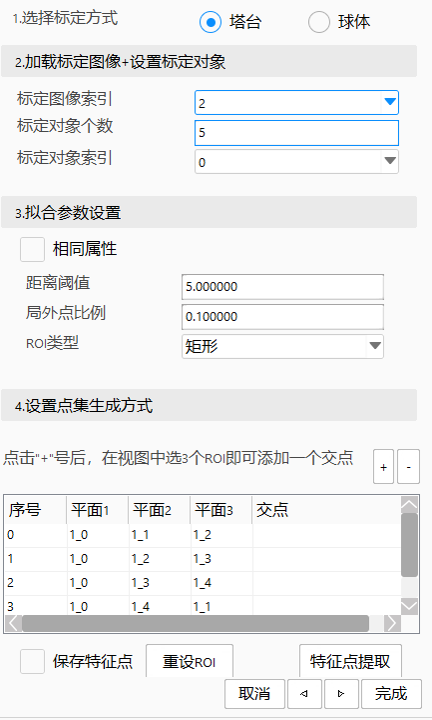 1.选择标定方式 塔台 球体
2.加载标定图像+设置标定对象
标定图像索引 2
标定对象个数 5
标定对象索引 0
3.拟合参数设置
相同属性
距离阈值 5.000000
局外点比例 0.100000
ROI类型 矩形
4.设置点集生成方式
点击"+"号后，在视图中选3个ROI即可添加一个交点 + -
序号 平面1 平面2 平面3 交点
0 1_0 1_1 1_2
1 1_0 1_2 1_3
2 1_0 1_3 1_4
3 1_0 1_4 1_1
保存特征点 重设ROI 特征点提取
取消 完成